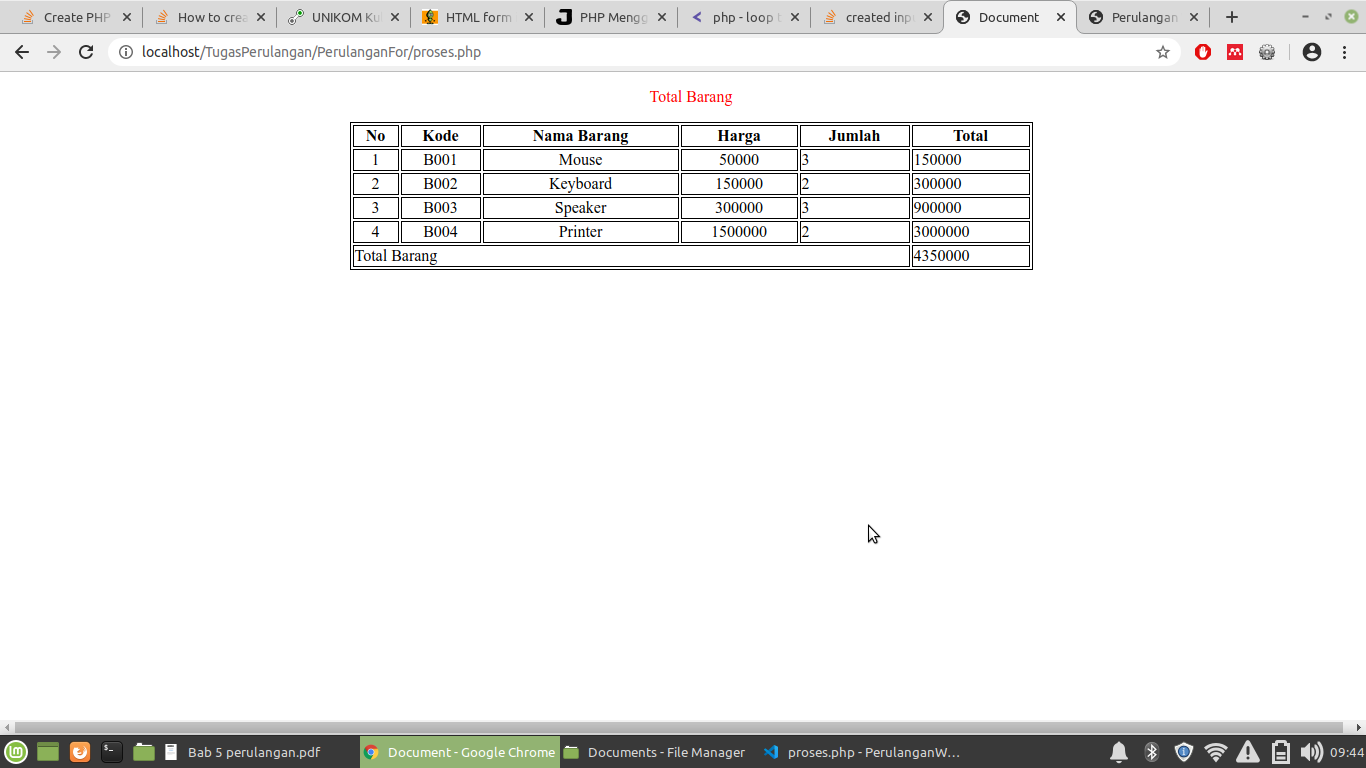 Create PHP
How to crea
UNIKOM Ku
HTML form
PHP Mengg
php - loop t
created inp
Document
Perulangan
localhost/TugasPerulangan/PerulanganFor/proses.php
Total Barang
No Kode Nama Barang Harga Jumlah Total
1 B001 Mouse 50000 3 150000
2 B002 Keyboard 150000 2 300000
3 B003 Speaker 300000 3 900000
4 B004 Printer 1500000 2 3000000
Total Barang 4350000
Bab 5 perulangan.pdf
Document - Google Chrome
Documents - File Manager
proses.php - PerulanganW...
09:44